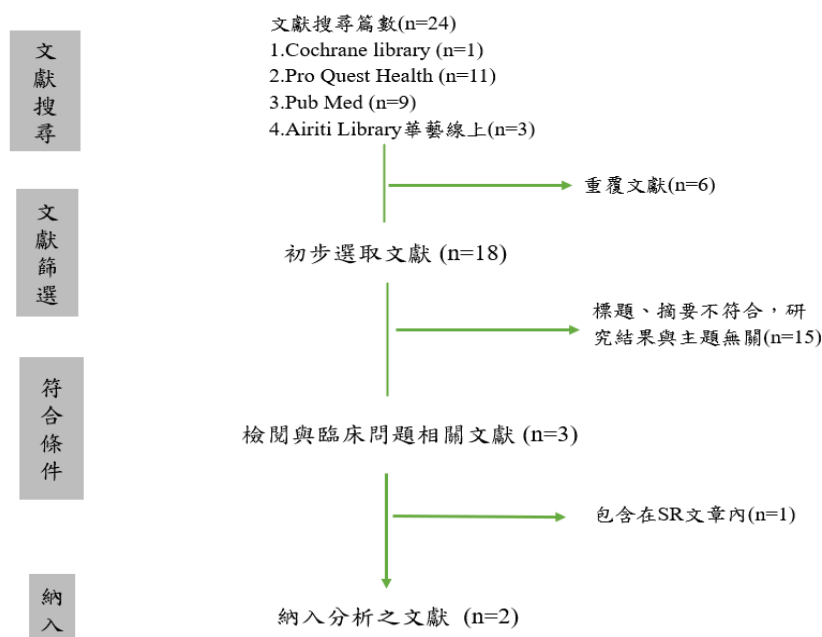 文獻搜尋
文獻搜尋篇數(n=24)
1.Cochrane library (n=1)
2.Pro Quest Health (n=11)
3.Pub Med (n=9)
4.Airiti Library華藝線上(n=3)
重覆文獻(n=6)
文獻篩選
初步選取文獻 (n=18)
標題、摘要不符合，研
究結果與主題無關(n=15)
符合條件
檢閱與臨床問題相關文獻 (n=3)
包含在SR文章內(n=1)
納入
納入分析之文獻 (n=2)